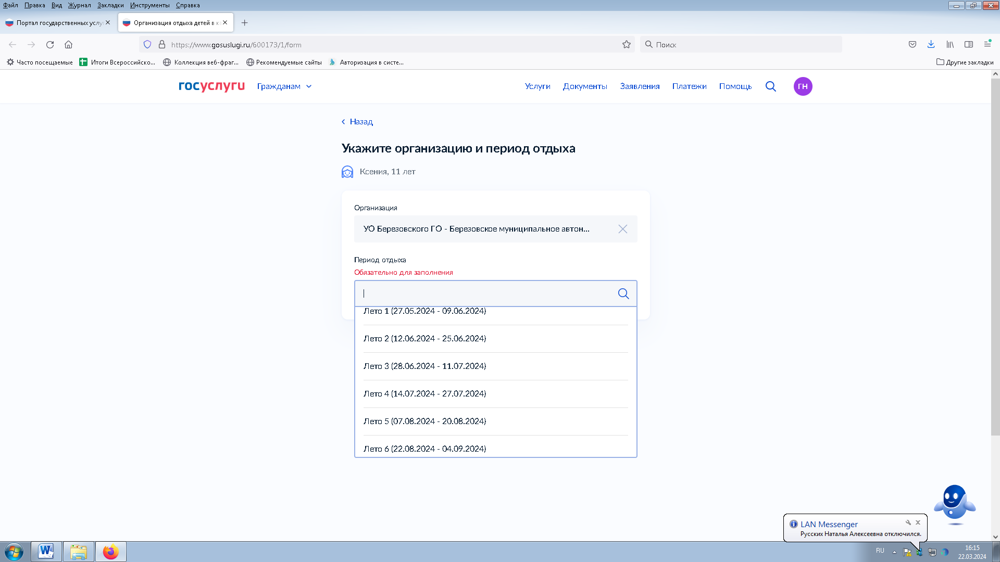 Файл Правка Вид Журнал Закладки Инструменты Справка
Портал государственных услу
Организация отдыха детей в к
https://www.gosuslugi.ru/600173/1/form
Поиск
Часто посещаемые Итоги Всероссийско... Коллекция веб-фраг... Рекомендуемые сайты Авторизация в систе... Другие закладки
госуслуги Гражданам Услуги Документы Заявления Платежи Помощь ГН
Назад
Укажите организацию и период отдыха
Ксения, 11 лет
Организация
УО Березовского ГО - Березовское муниципальное автон...
Период отдыха
Обязательно для заполнения
Лето 1 (27.05.2024 - 09.06.2024)
Лето 2 (12.06.2024 - 25.06.2024)
Лето 3 (28.06.2024 - 11.07.2024)
Лето 4 (14.07.2024 - 27.07.2024)
Лето 5 (07.08.2024 - 20.08.2024)
Лето 6 (22.08.2024 - 04.09.2024)
LAN Messenger
Русских Наталья Алексеевна отключился.
RU
16:15
22.03.2024